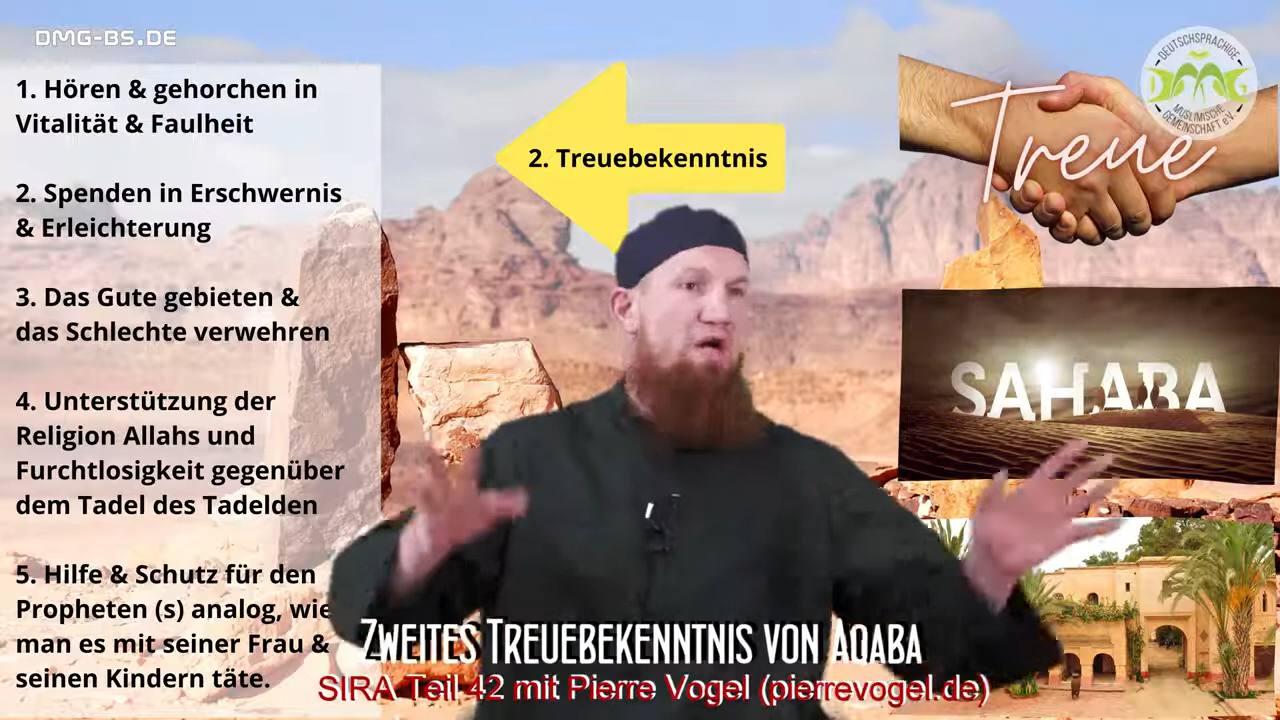 DMG-BS.DE
1. Hören & gehorchen in
Vitalität & Faulheit
2. Spenden in Erschwernis
& Erleichterung
3. Das Gute gebieten &
das Schlechte verwehren
4. Unterstützung der
Religion Allahs und
Furchtlosigkeit gegenüber
dem Tadel des Tadelden
5. Hilfe & Schutz für den
Propheten (s) analog, wie
man es mit seiner Frau &
seinen Kindern täte.
2. Treuebekenntnis
Treue
DEUTSCHSPRACHIGE
DMG
MUSLIMISCHE
GEMEINSCHAFT e.V.
SAHABA
ZWEITES TREUEBEKENNTNIS VON AQABA
SIRA Teil 42 mit Pierre Vogel (pierrevogel.de)